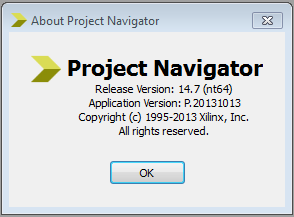 About Project Navigator
Project Navigator
Release Version: 14.7 (nt64)
Application Version: P.20131013
Copyright (c) 1995-2013 Xilinx, Inc.
All rights reserved.
OK